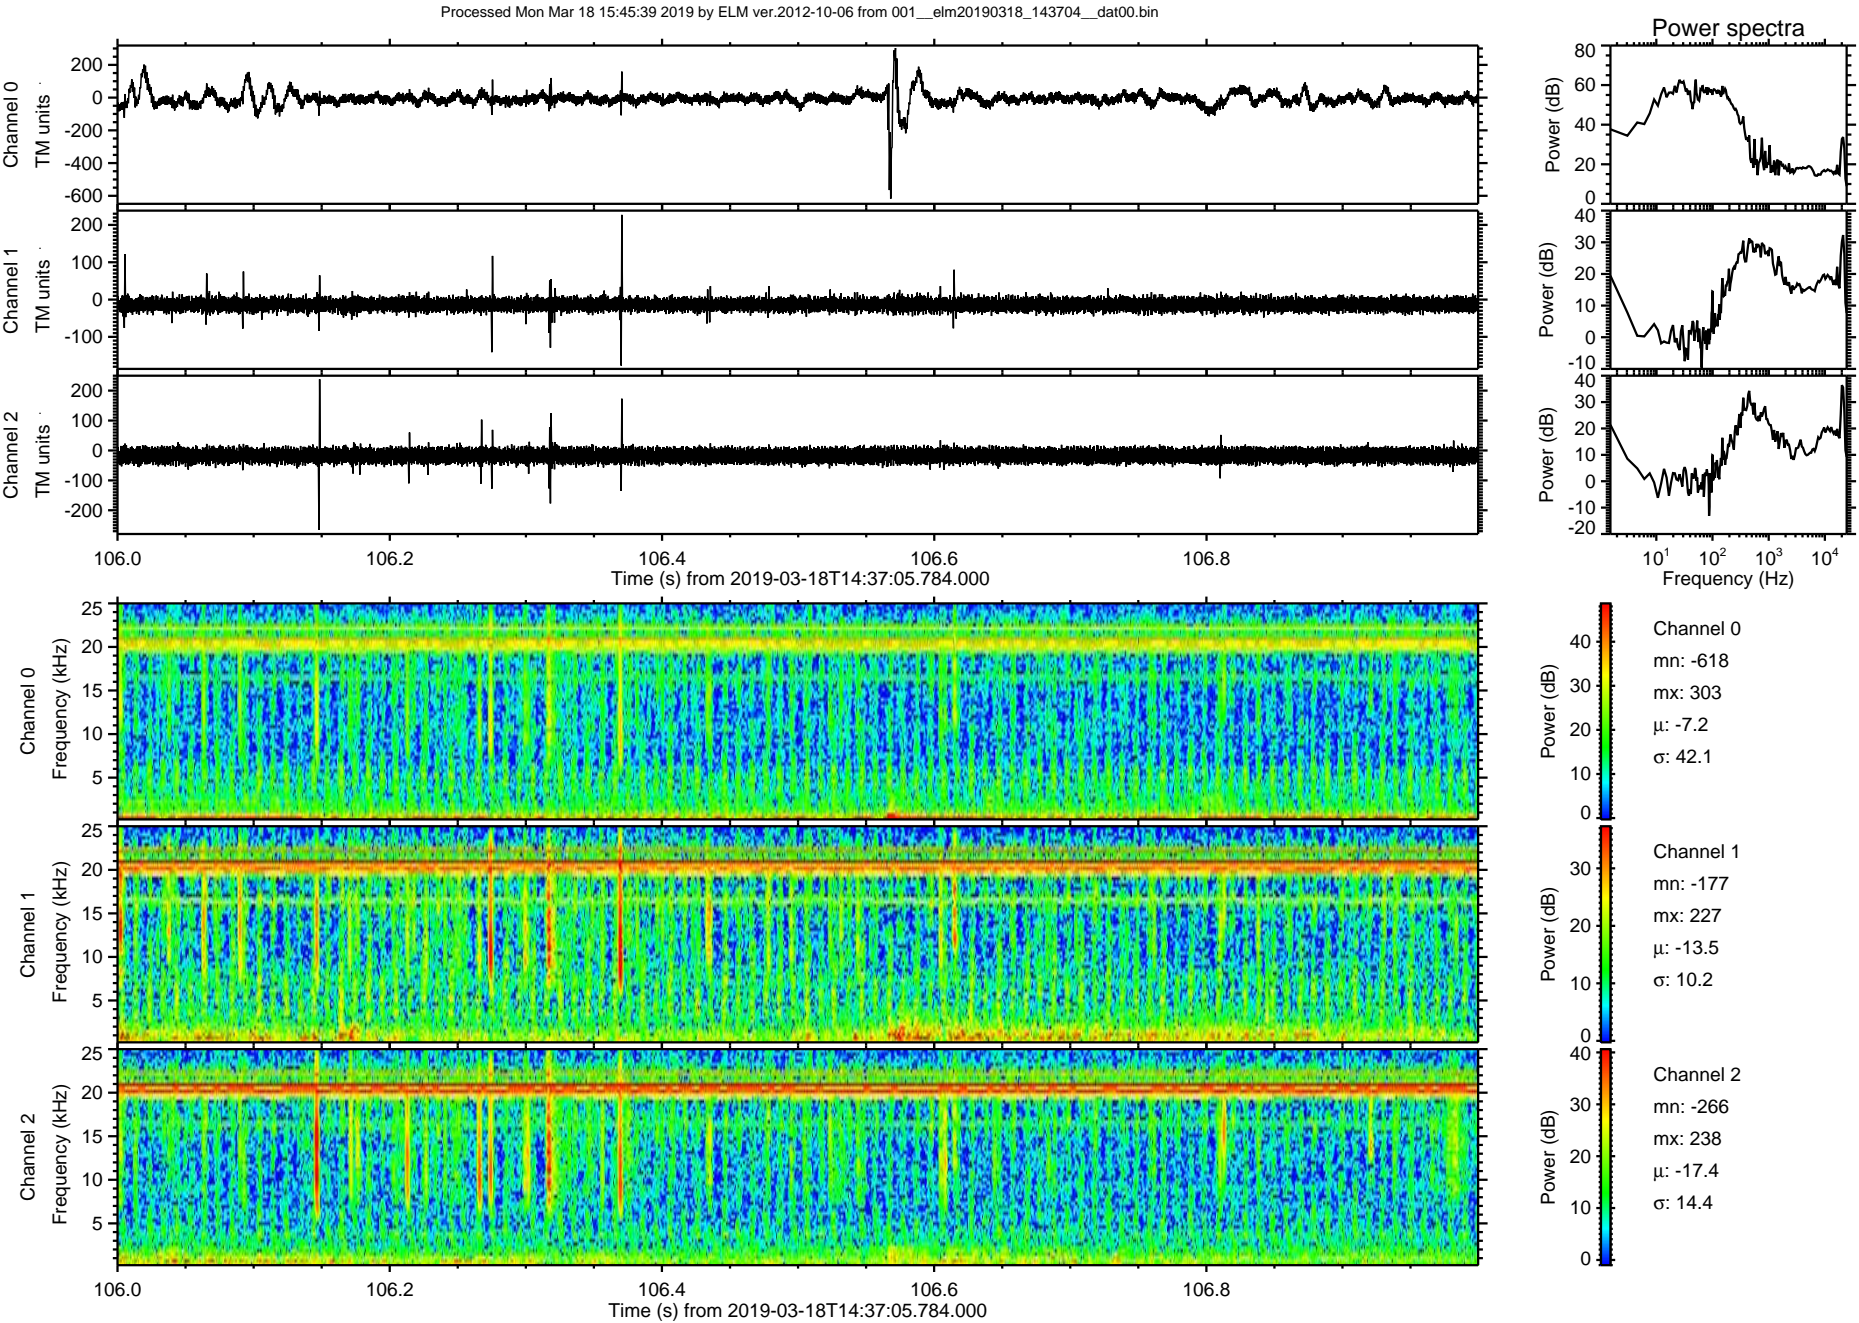 Processed Mon Mar 18 15:45:39 2019 by ELM ver.2012-10-06 from 001__elm20190318_143704__dat00.bin
Power spectra
Channel 0
TM units
200
0
-200
-400
-600
Power (dB)
80
60
40
20
0
Channel 1
TM units
200
100
0
-100
Power (dB)
40
30
20
10
0
-10
Channel 2
TM units
200
100
0
-100
-200
Power (dB)
40
30
20
10
0
-10
-20
106.0 106.2 106.4 106.6 106.8
Time (s) from 2019-03-18T14:37:05.784.000
10^1 10^2 10^3 10^4
Frequency (Hz)
Channel 0
Frequency (kHz)
25
20
15
10
5
Power (dB)
40
30
20
10
0
Channel 0
mn: -618
mx: 303
μ: -7.2
σ: 42.1
Channel 1
Frequency (kHz)
25
20
15
10
5
Power (dB)
30
20
10
0
Channel 1
mn: -177
mx: 227
μ: -13.5
σ: 10.2
Channel 2
Frequency (kHz)
25
20
15
10
5
Power (dB)
40
30
20
10
0
Channel 2
mn: -266
mx: 238
μ: -17.4
σ: 14.4
106.0 106.2 106.4 106.6 106.8
Time (s) from 2019-03-18T14:37:05.784.000